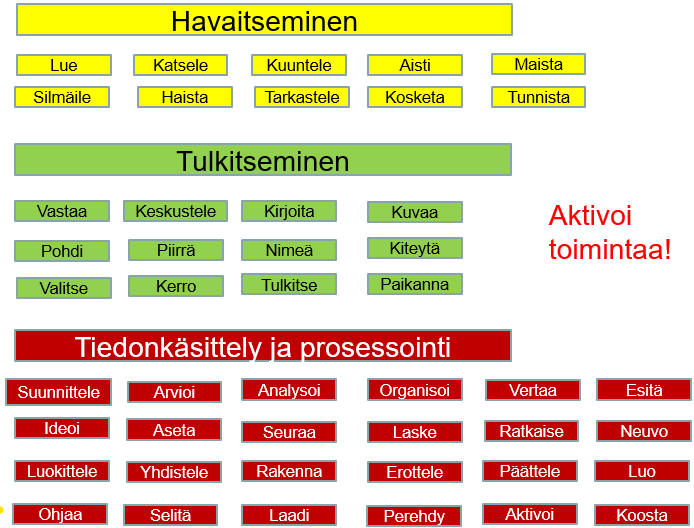 Havaitseminen
Lue Katsele Kuuntele Aisti Maista
Silmäile Haista Tarkastele Kosketa Tunnista
Tulkitseminen
Vastaa Keskustele Kirjoita Kuvaa
Pohdi Piirrä Nimeä Kiteytä
Valitse Kerro Tulkitse Paikanna
Aktivoi
toimintaa!
Tiedonkäsittely ja prosessointi
Suunnittele Arvioi Analysoi Organisoi Vertaa Esitä
Ideoi Aseta Seuraa Laske Ratkaise Neuvo
Luokittele Yhdistele Rakenna Erottele Päättele Luo
Ohjaa Selitä Laadi Perehdy Aktivoi Koosta